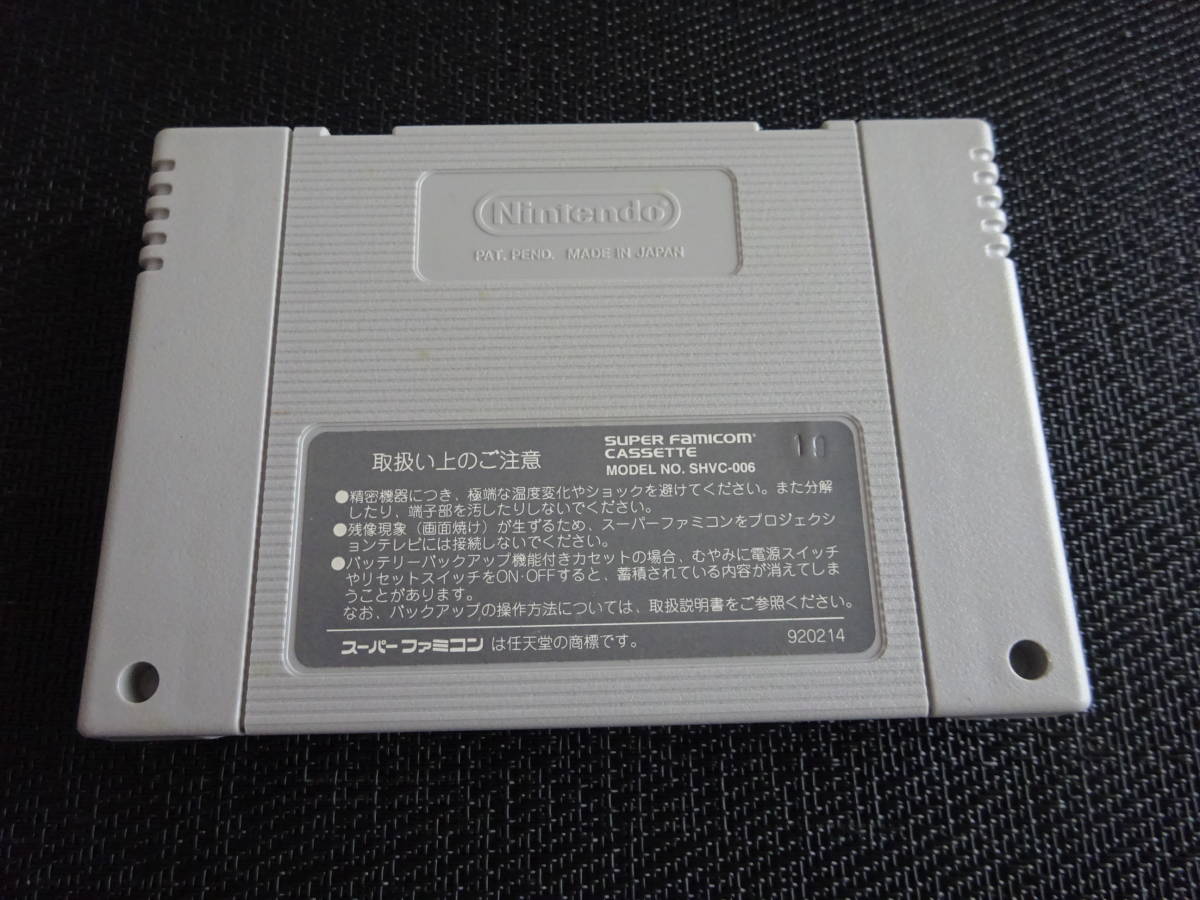 Nintendo®
PAT. PEND. MADE IN JAPAN
取扱い上のご注意
SUPER FAMICOM®
CASSETTE
MODEL NO. SHVC-006
10
●精密機器につき、極端な温度変化やショックを避けてください。また分解
したり、端子部を汚したりしないでください。
●残像現象(画面焼け)が生ずるため、スーパーファミコンをプロジェクシ
ョンテレビには接続しないでください。
●バッテリーバックアップ機能付きカセットの場合、むやみに電源スイッチ
やリセットスイッチをON・OFFすると、蓄積されている内容が消えてしま
うことがあります。
なお、バックアップの操作方法については、取扱説明書をご参照ください。
スーパーファミコン は任天堂の商標です。
920214